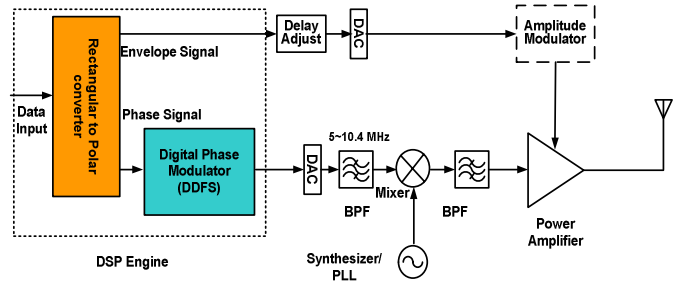 Data
Input
Rectangular to Polar
converter
Envelope Signal
Phase Signal
Digital Phase
Modulator
(DDFS)
DSP Engine
Delay
Adjust
DAC
Amplitude
Modulator
DAC
5~10.4 MHz
BPF
Mixer
BPF
Synthesizer/
PLL
Power
Amplifier